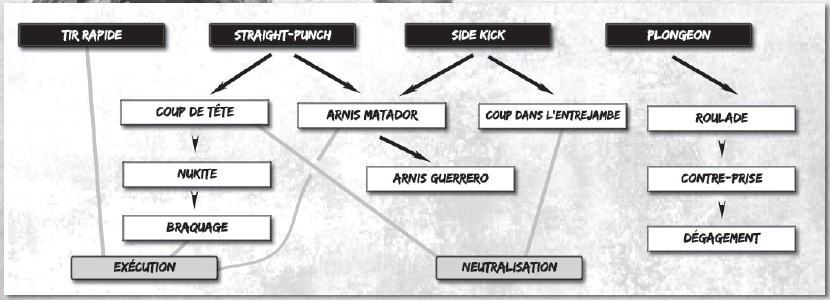 TIR RAPIDE
STRAIGHT-PUNCH
SIDE KICK
PLONGEON
COUP DE TÊTE
ARNIS MATADOR
COUP DANS L'ENTREJAMBE
ROULADE
NUKITE
ARNIS GUERRERO
CONTRE-PRISE
BRAQUAGE
DÉGAGEMENT
EXÉCUTION
NEUTRALISATION